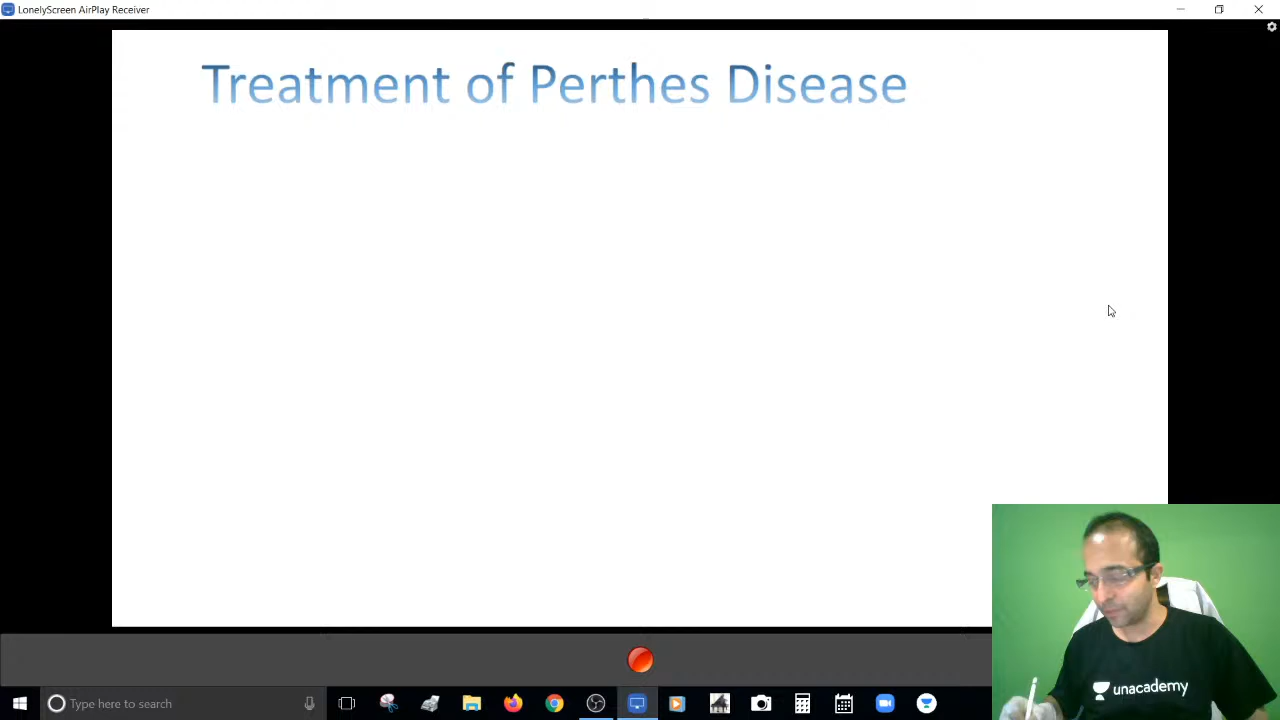 LonelyScreen AirPlay Receiver
Treatment of Perthes Disease
unacademy
Type here to search